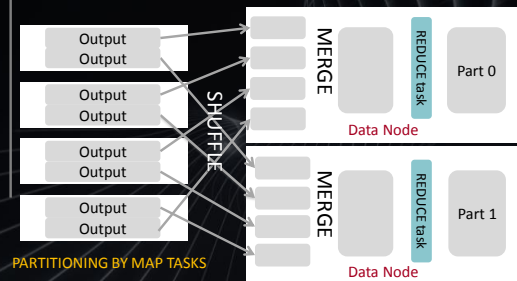 Output
Output
Output
Output
Output
Output
Output
Output
PARTITIONING BY MAP TASKS
SHUFFLE
MERGE
REDUCE task
Part 0
Data Node
MERGE
REDUCE task
Part 1
Data Node